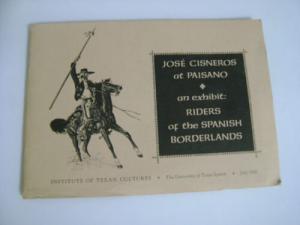 JOSÉ CISNEROS
at PAISANO
an exhibit:
RIDERS
of the SPANISH
BORDERLANDS
INSTITUTE OF TEXAN CULTURES • The University of Texas System • July